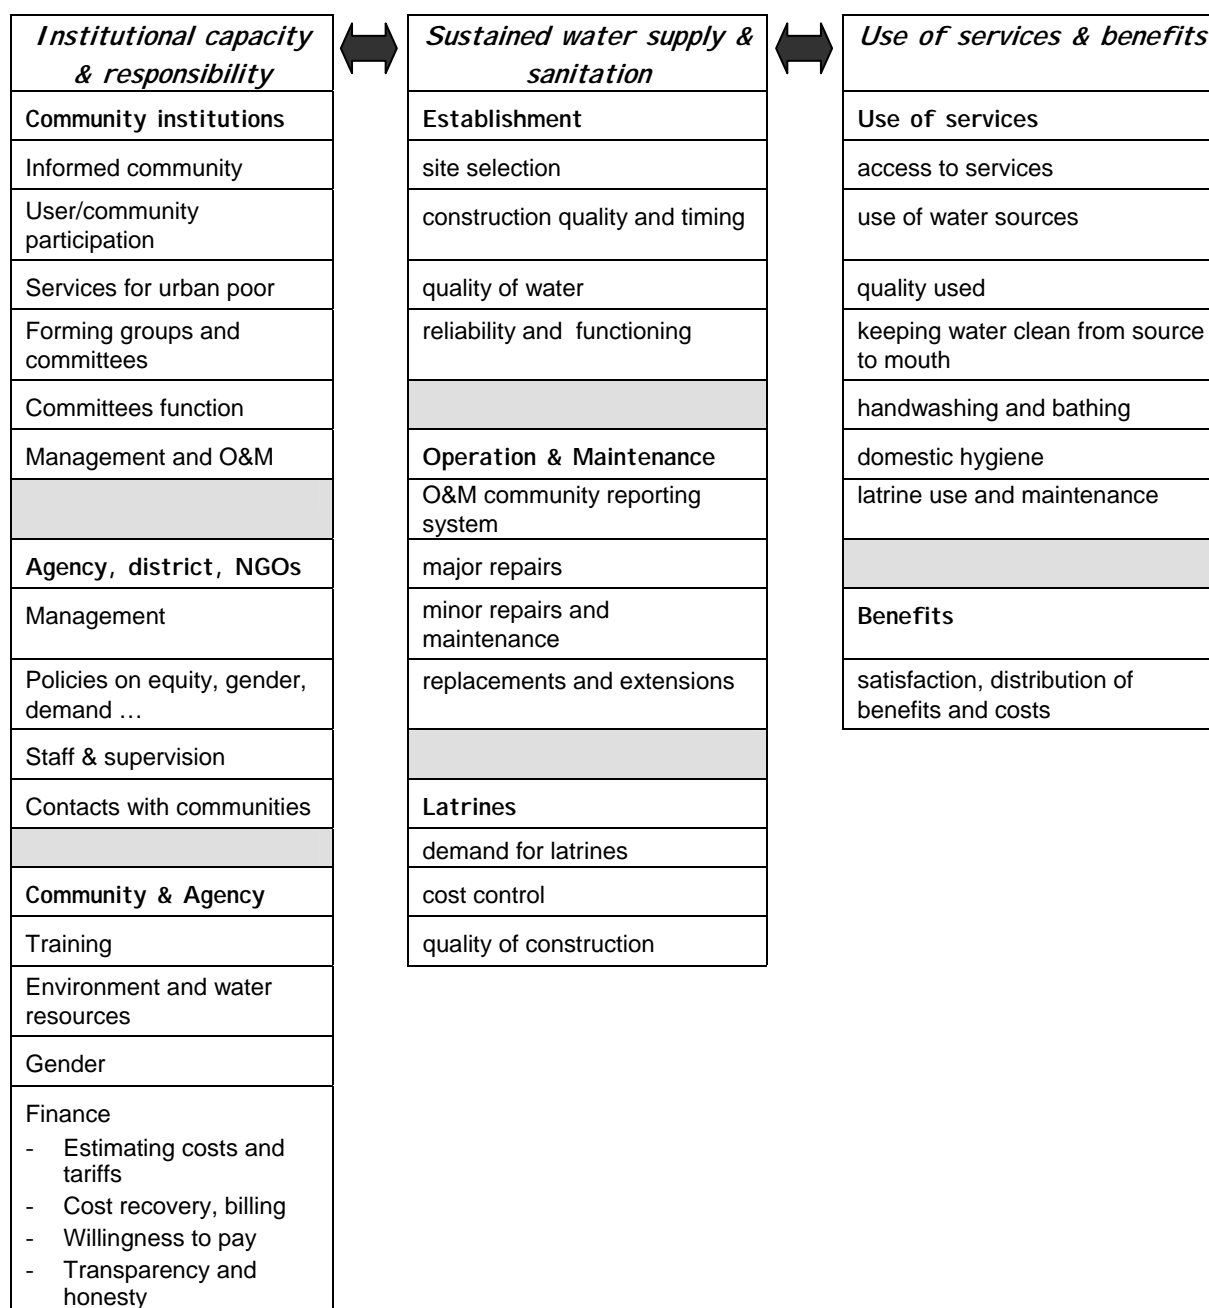 Institutional capacity
& responsibility
Community institutions
Informed community
User/community
participation
Services for urban poor
Forming groups and
committees
Committees function
Management and O&M
Agency, district, NGOs
Management
Policies on equity, gender,
demand …
Staff & supervision
Contacts with communities
Community & Agency
Training
Environment and water
resources
Gender
Finance
- Estimating costs and
tariffs
- Cost recovery, billing
- Willingness to pay
- Transparency and
honesty
Sustained water supply &
sanitation
Establishment
site selection
construction quality and timing
quality of water
reliability and functioning
Operation & Maintenance
O&M community reporting
system
major repairs
minor repairs and
maintenance
replacements and extensions
Latrines
demand for latrines
cost control
quality of construction
Use of services & benefits
Use of services
access to services
use of water sources
quality used
keeping water clean from source
to mouth
handwashing and bathing
domestic hygiene
latrine use and maintenance
Benefits
satisfaction, distribution of
benefits and costs